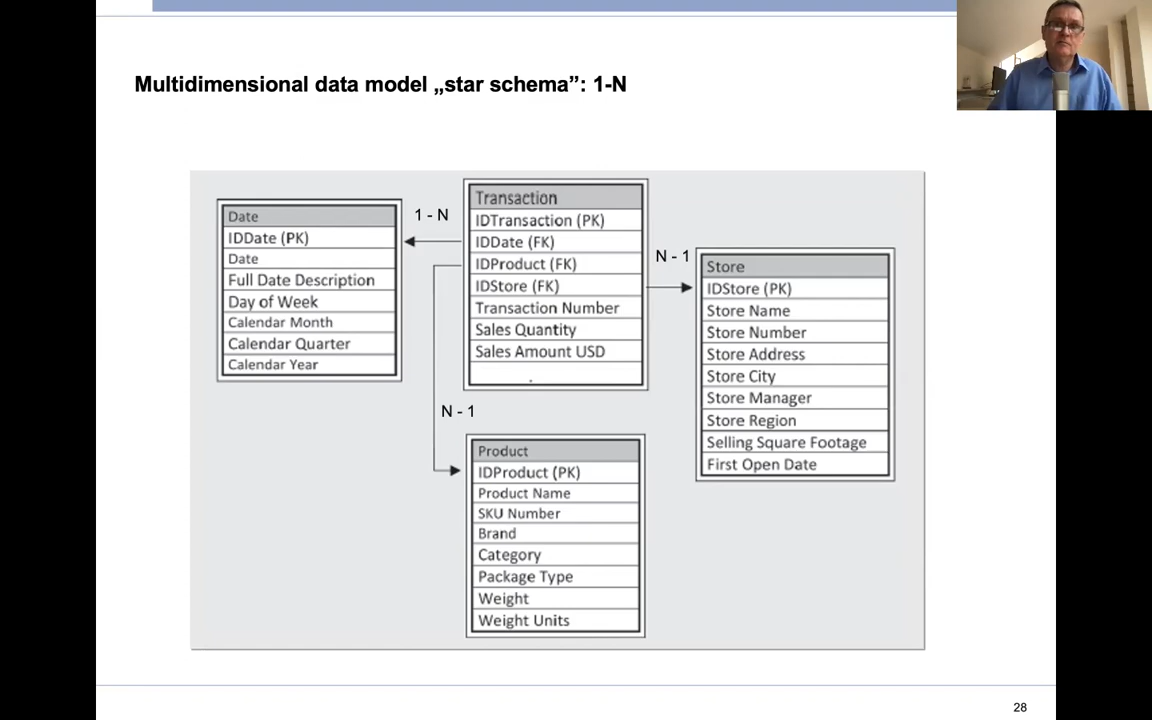 Multidimensional data model „star schema”: 1-N
Date
IDDate (PK)
Date
Full Date Description
Day of Week
Calendar Month
Calendar Quarter
Calendar Year
1 - N
Transaction
IDTransaction (PK)
IDDate (FK)
IDProduct (FK)
IDStore (FK)
Transaction Number
Sales Quantity
Sales Amount USD
N - 1
Store
IDStore (PK)
Store Name
Store Number
Store Address
Store City
Store Manager
Store Region
Selling Square Footage
First Open Date
N - 1
Product
IDProduct (PK)
Product Name
SKU Number
Brand
Category
Package Type
Weight
Weight Units
28